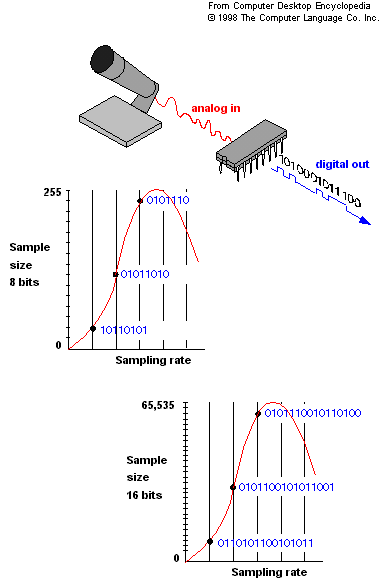 From Computer Desktop Encyclopedia
© 1998 The Computer Language Co. Inc.
analog in
digital out
255
0101110
Sample
size
8 bits
01011010
10110101
0
Sampling rate
65,535
0101110010110100
Sample
size
16 bits
0101100101011001
0110101100101011
0
Sampling rate